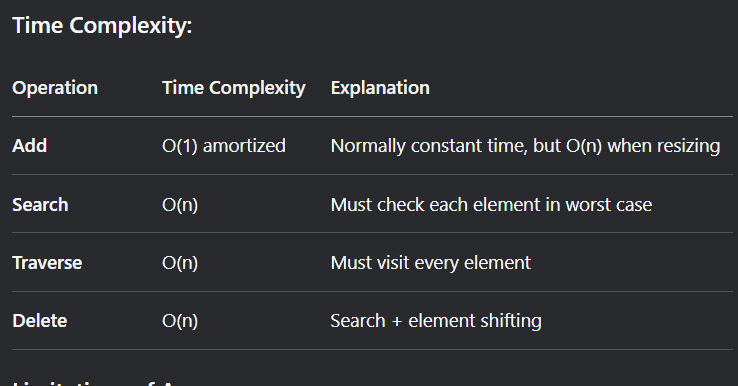 Time Complexity:
Operation Time Complexity Explanation
Add O(1) amortized Normally constant time, but O(n) when resizing
Search O(n) Must check each element in worst case
Traverse O(n) Must visit every element
Delete O(n) Search + element shifting